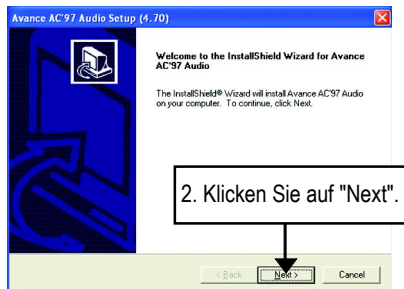 Avance AC'97 Audio Setup (4.70)
Welcome to the InstallShield Wizard for Avance
AC'97 Audio
The InstallShield® Wizard will install Avance AC'97 Audio
on your computer. To continue, click Next.
2. Klicken Sie auf "Next".
< Back
Next >
Cancel